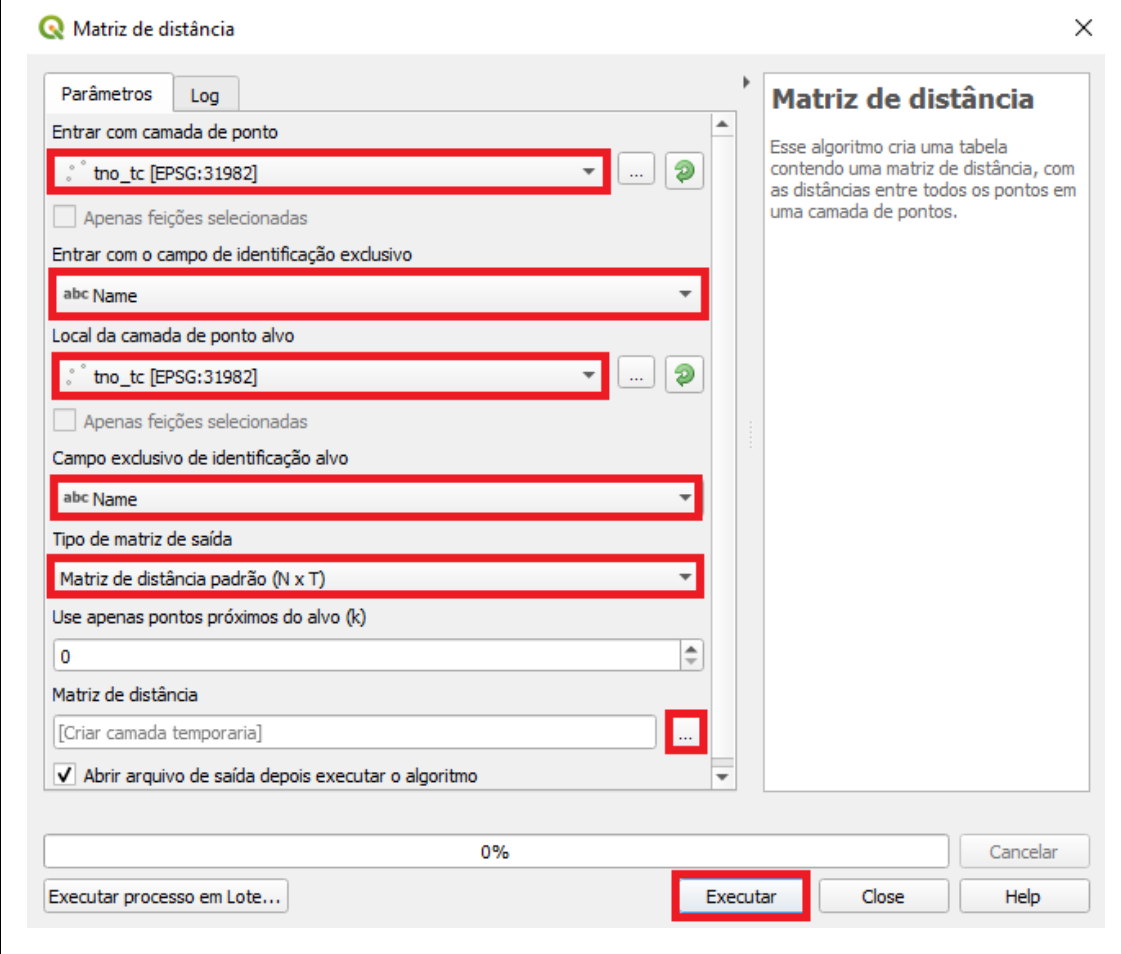 Matriz de distância
Parâmetros
Log
Entrar com camada de ponto
tno_tc [EPSG:31982]
...
Apenas feições selecionadas
Entrar com o campo de identificação exclusivo
abc Name
Local da camada de ponto alvo
tno_tc [EPSG:31982]
...
Apenas feições selecionadas
Campo exclusivo de identificação alvo
abc Name
Tipo de matriz de saída
Matriz de distância padrão (N x T)
Use apenas pontos próximos do alvo (k)
0
Matriz de distância
[Criar camada temporaria]
...
Abrir arquivo de saída depois executar o algoritmo
Matriz de distância
Esse algoritmo cria uma tabela
contendo uma matriz de distância, com
as distâncias entre todos os pontos em
uma camada de pontos.
0%
Cancelar
Executar processo em Lote...
Executar
Close
Help